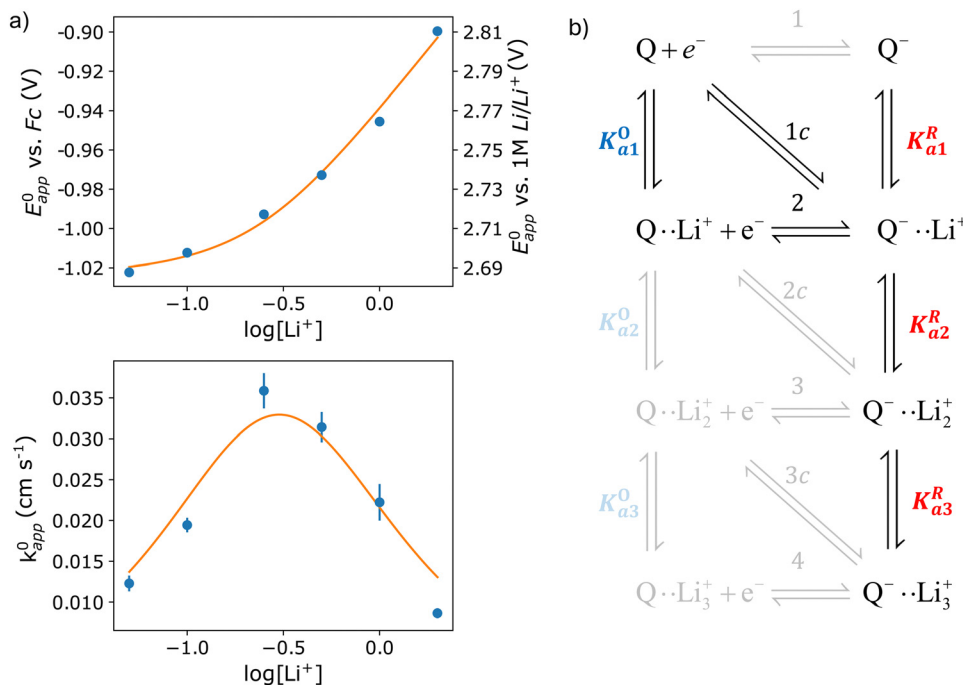 a)
E⁰app vs. Fc (V)
-0.90
-0.92
-0.94
-0.96
-0.98
-1.00
-1.02
2.81
2.79
2.77
2.75
2.73
2.71
2.69
E⁰app vs. 1M Li/Li⁺ (V)
−1.0 −0.5 0.0
log[Li⁺]
k⁰app (cm s⁻¹)
0.035
0.030
0.025
0.020
0.015
0.010
−1.0 −0.5 0.0
log[Li⁺]
b)
1
Q + e⁻ Q⁻
Kᴼa1 1c Kᴿa1
2
Q··Li⁺ + e⁻ Q⁻··Li⁺
Kᴼa2 2c Kᴿa2
3
Q··Li₂⁺ + e⁻ Q⁻··Li₂⁺
Kᴼa3 3c Kᴿa3
4
Q··Li₃⁺ + e⁻ Q⁻··Li₃⁺